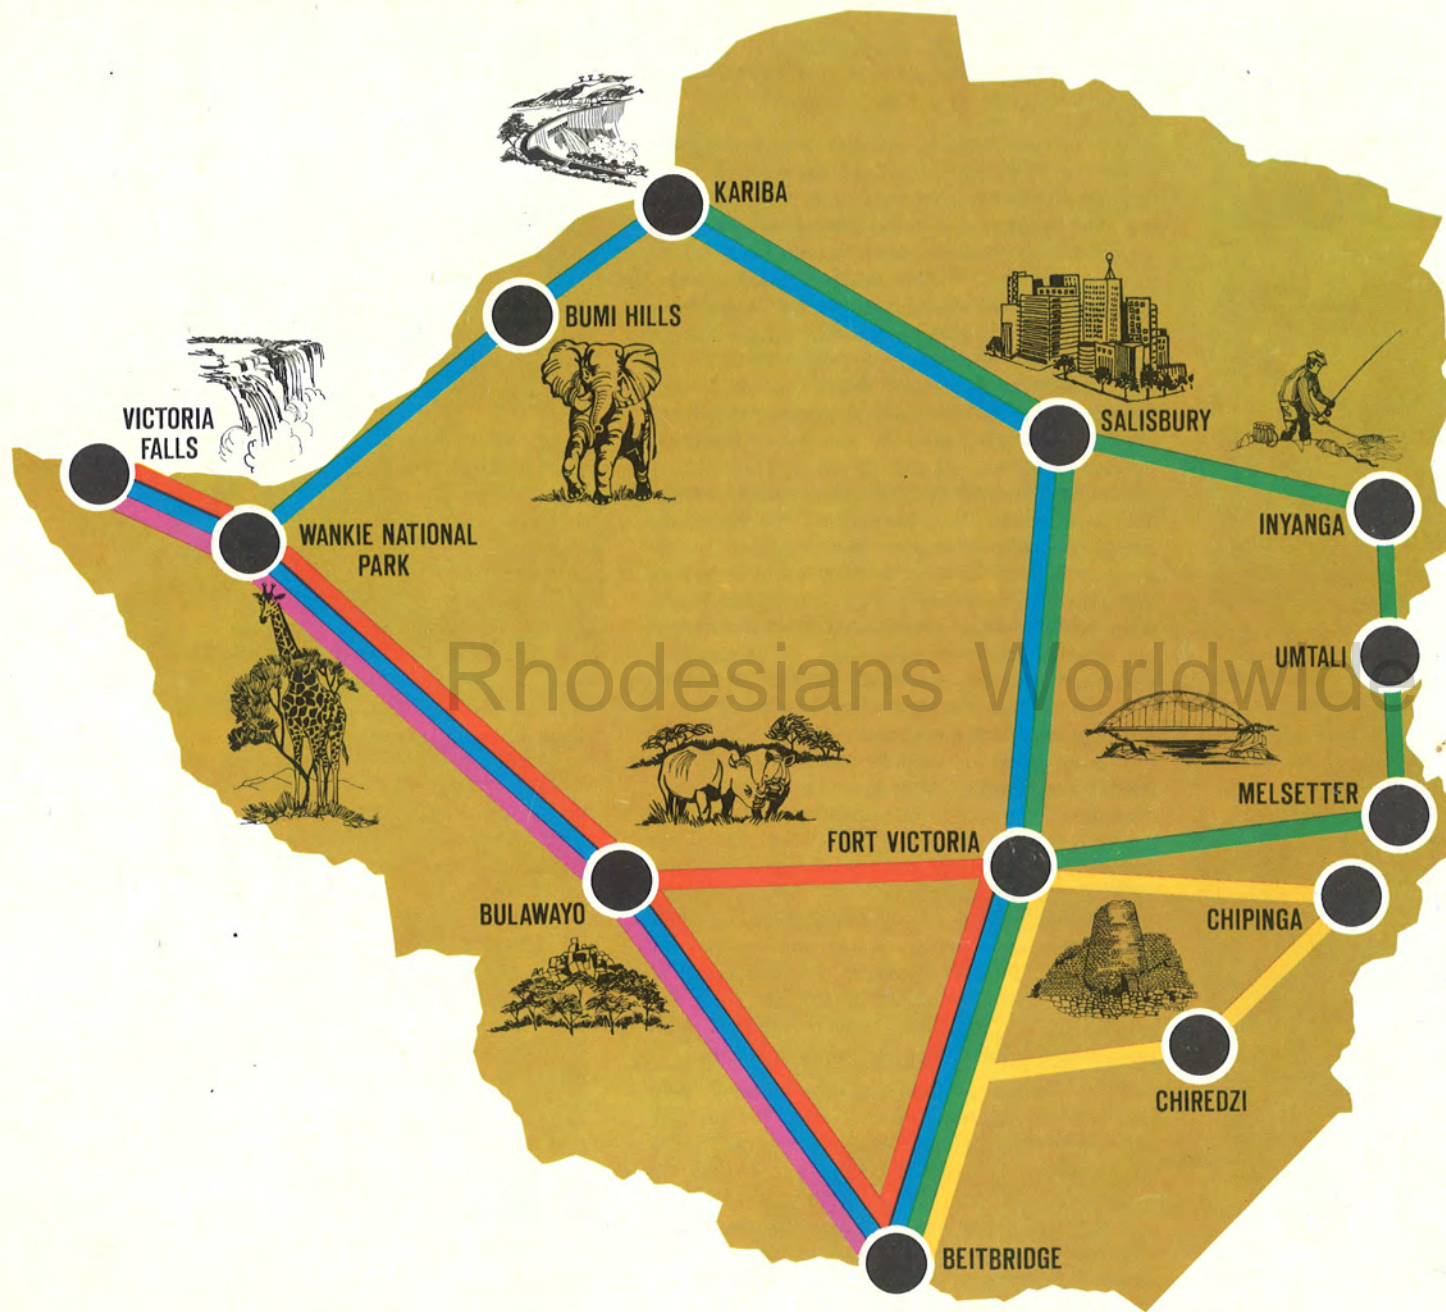 KARIBA
BUMI HILLS
SALISBURY
VICTORIA
FALLS
INYANGA
WANKIE NATIONAL
PARK
UMTALI
Rhodesians Worldwide
MELSETTER
FORT VICTORIA
BULAWAYO
CHIPINGA
CHIREDZI
BEITBRIDGE